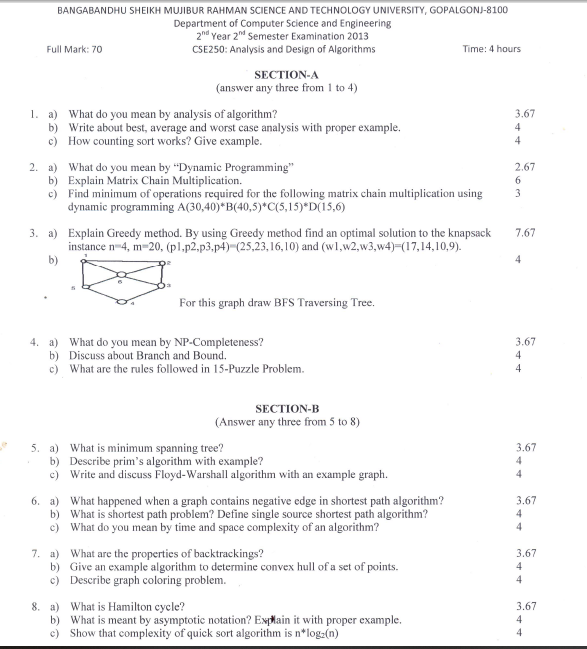 BANGABANDHU SHEIKH MUJIBUR RAHMAN SCIENCE AND TECHNOLOGY UNIVERSITY, GOPALGONJ-8100
Department of Computer Science and Engineering
2nd Year 2nd Semester Examination 2013
Full Mark: 70 CSE250: Analysis and Design of Algorithms Time: 4 hours
SECTION-A
(answer any three from 1 to 4)
1. a) What do you mean by analysis of algorithm? 3.67
b) Write about best, average and worst case analysis with proper example. 4
c) How counting sort works? Give example. 4
2. a) What do you mean by “Dynamic Programming” 2.67
b) Explain Matrix Chain Multiplication. 6
c) Find minimum of operations required for the following matrix chain multiplication using 3
dynamic programming A(30,40)*B(40,5)*C(5,15)*D(15,6)
3. a) Explain Greedy method. By using Greedy method find an optimal solution to the knapsack 7.67
instance n=4, m=20, (p1,p2,p3,p4)=(25,23,16,10) and (w1,w2,w3,w4)=(17,14,10,9).
b) 4
1
2
6
5 3
4
For this graph draw BFS Traversing Tree.
4. a) What do you mean by NP-Completeness? 3.67
b) Discuss about Branch and Bound. 4
c) What are the rules followed in 15-Puzzle Problem. 4
SECTION-B
(Answer any three from 5 to 8)
5. a) What is minimum spanning tree? 3.67
b) Describe prim’s algorithm with example? 4
c) Write and discuss Floyd-Warshall algorithm with an example graph. 4
6. a) What happened when a graph contains negative edge in shortest path algorithm? 3.67
b) What is shortest path problem? Define single source shortest path algorithm? 4
c) What do you mean by time and space complexity of an algorithm? 4
7. a) What are the properties of backtrackings? 3.67
b) Give an example algorithm to determine convex hull of a set of points. 4
c) Describe graph coloring problem. 4
8. a) What is Hamilton cycle? 3.67
b) What is meant by asymptotic notation? Explain it with proper example. 4
c) Show that complexity of quick sort algorithm is n*log2(n) 4